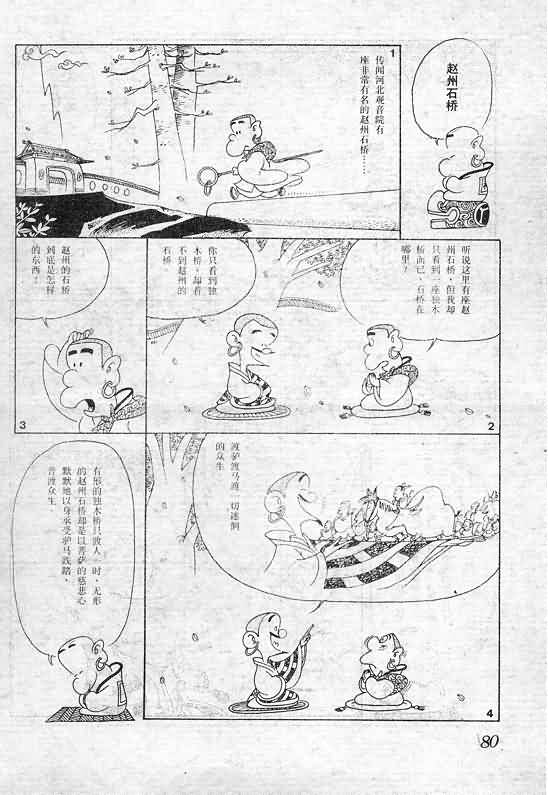 赵州石桥
1
传闻河北观音院有
座非常有名的赵州石桥……
听说这里有座赵
州石桥，但我却
只看到一座独木
桥而已，石桥在
哪里？
你只看到独
木桥，却看
不到赵州的
石桥
2
赵州的石桥
到底是怎样
的东西？
3
渡驴渡马渡一切迷惘
的众生
4
有形的独木桥只渡人一时，无形
的赵州石桥却是以菩萨的慈悲心
默默地以身承受驴马践踏，
普渡众生
80